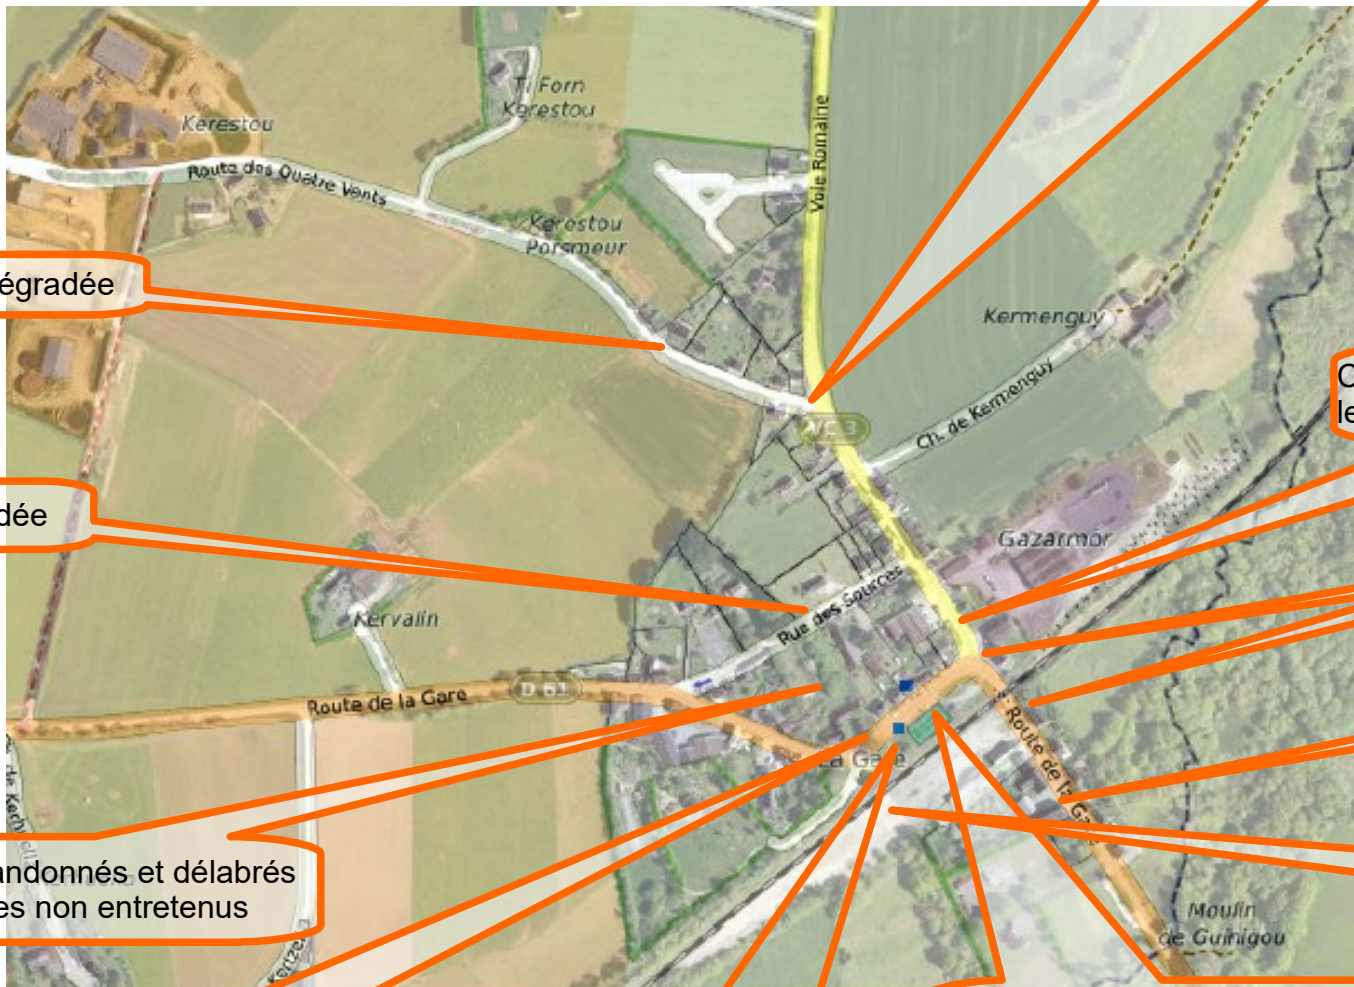 Ti Forn
Kerestou
Kerestou
Route des Quatre Vents
Voie Romaine
Kerestou
Porsmeur
égradée
Kermenguy
Ch. de Kermenguy
VC 3
C
le
dée
Gazarmor
Rue des Sources
Kervalin
D 61
Route de la Gare
La Gare
Route de la Gare
andonnés et délabrés
es non entretenus
Moulin
de Guinigou